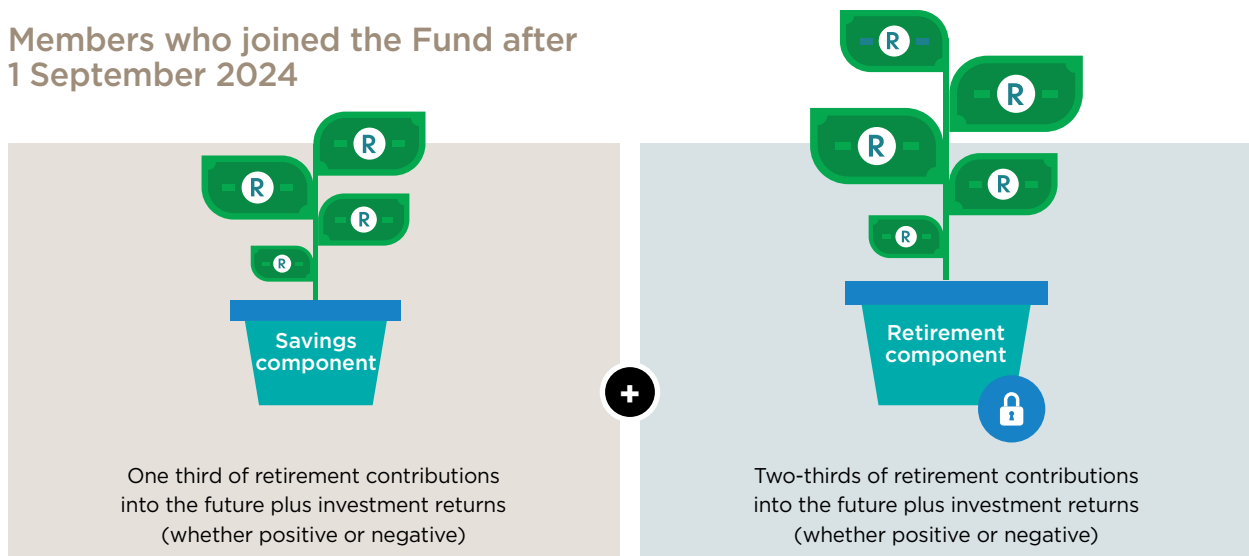 Members who joined the Fund after
1 September 2024
R
R
R
R
Savings
component
One third of retirement contributions
into the future plus investment returns
(whether positive or negative)
+
R
R
R
R
R
Retirement
component
Two-thirds of retirement contributions
into the future plus investment returns
(whether positive or negative)